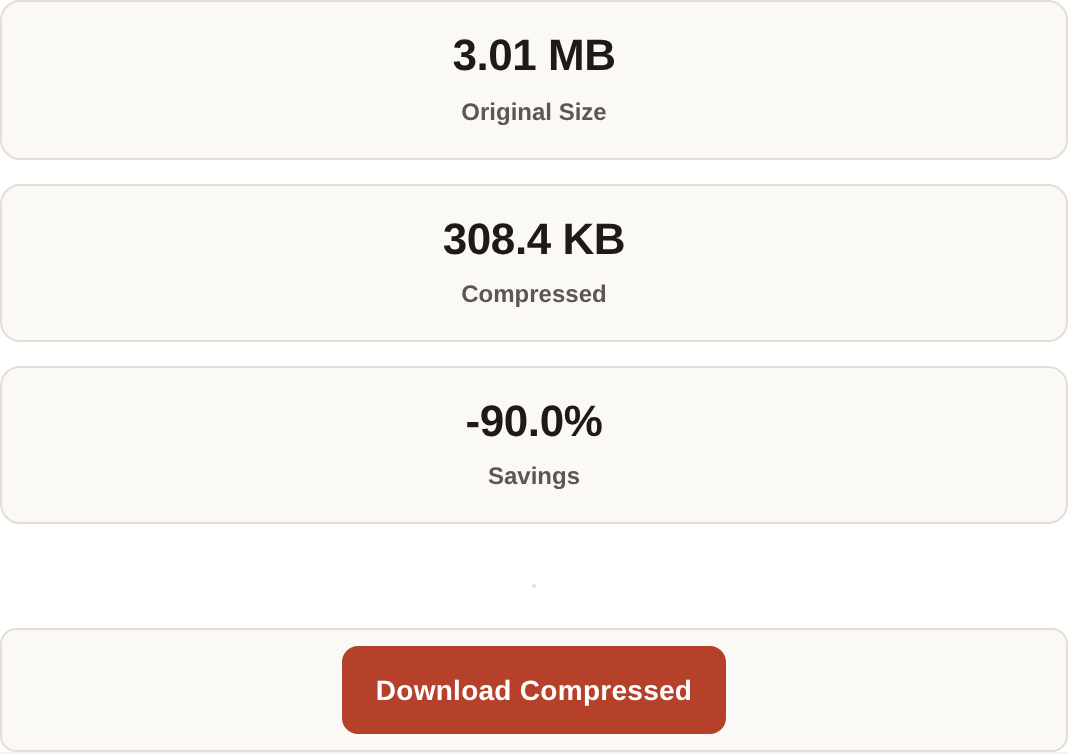 3.01 MB
Original Size
308.4 KB
Compressed
-90.0%
Savings
Download Compressed